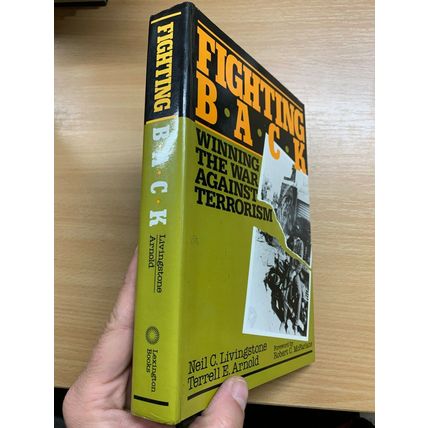 FIGHTING
B·A·C·K
WINNING
THE WAR
AGAINST
TERRORISM
Neil C. Livingstone
Terrell E. Arnold
Foreword by
Robert C. McFarlane
FIGHTING
B·A·C·K
Livingstone
Arnold
Lexington
Books